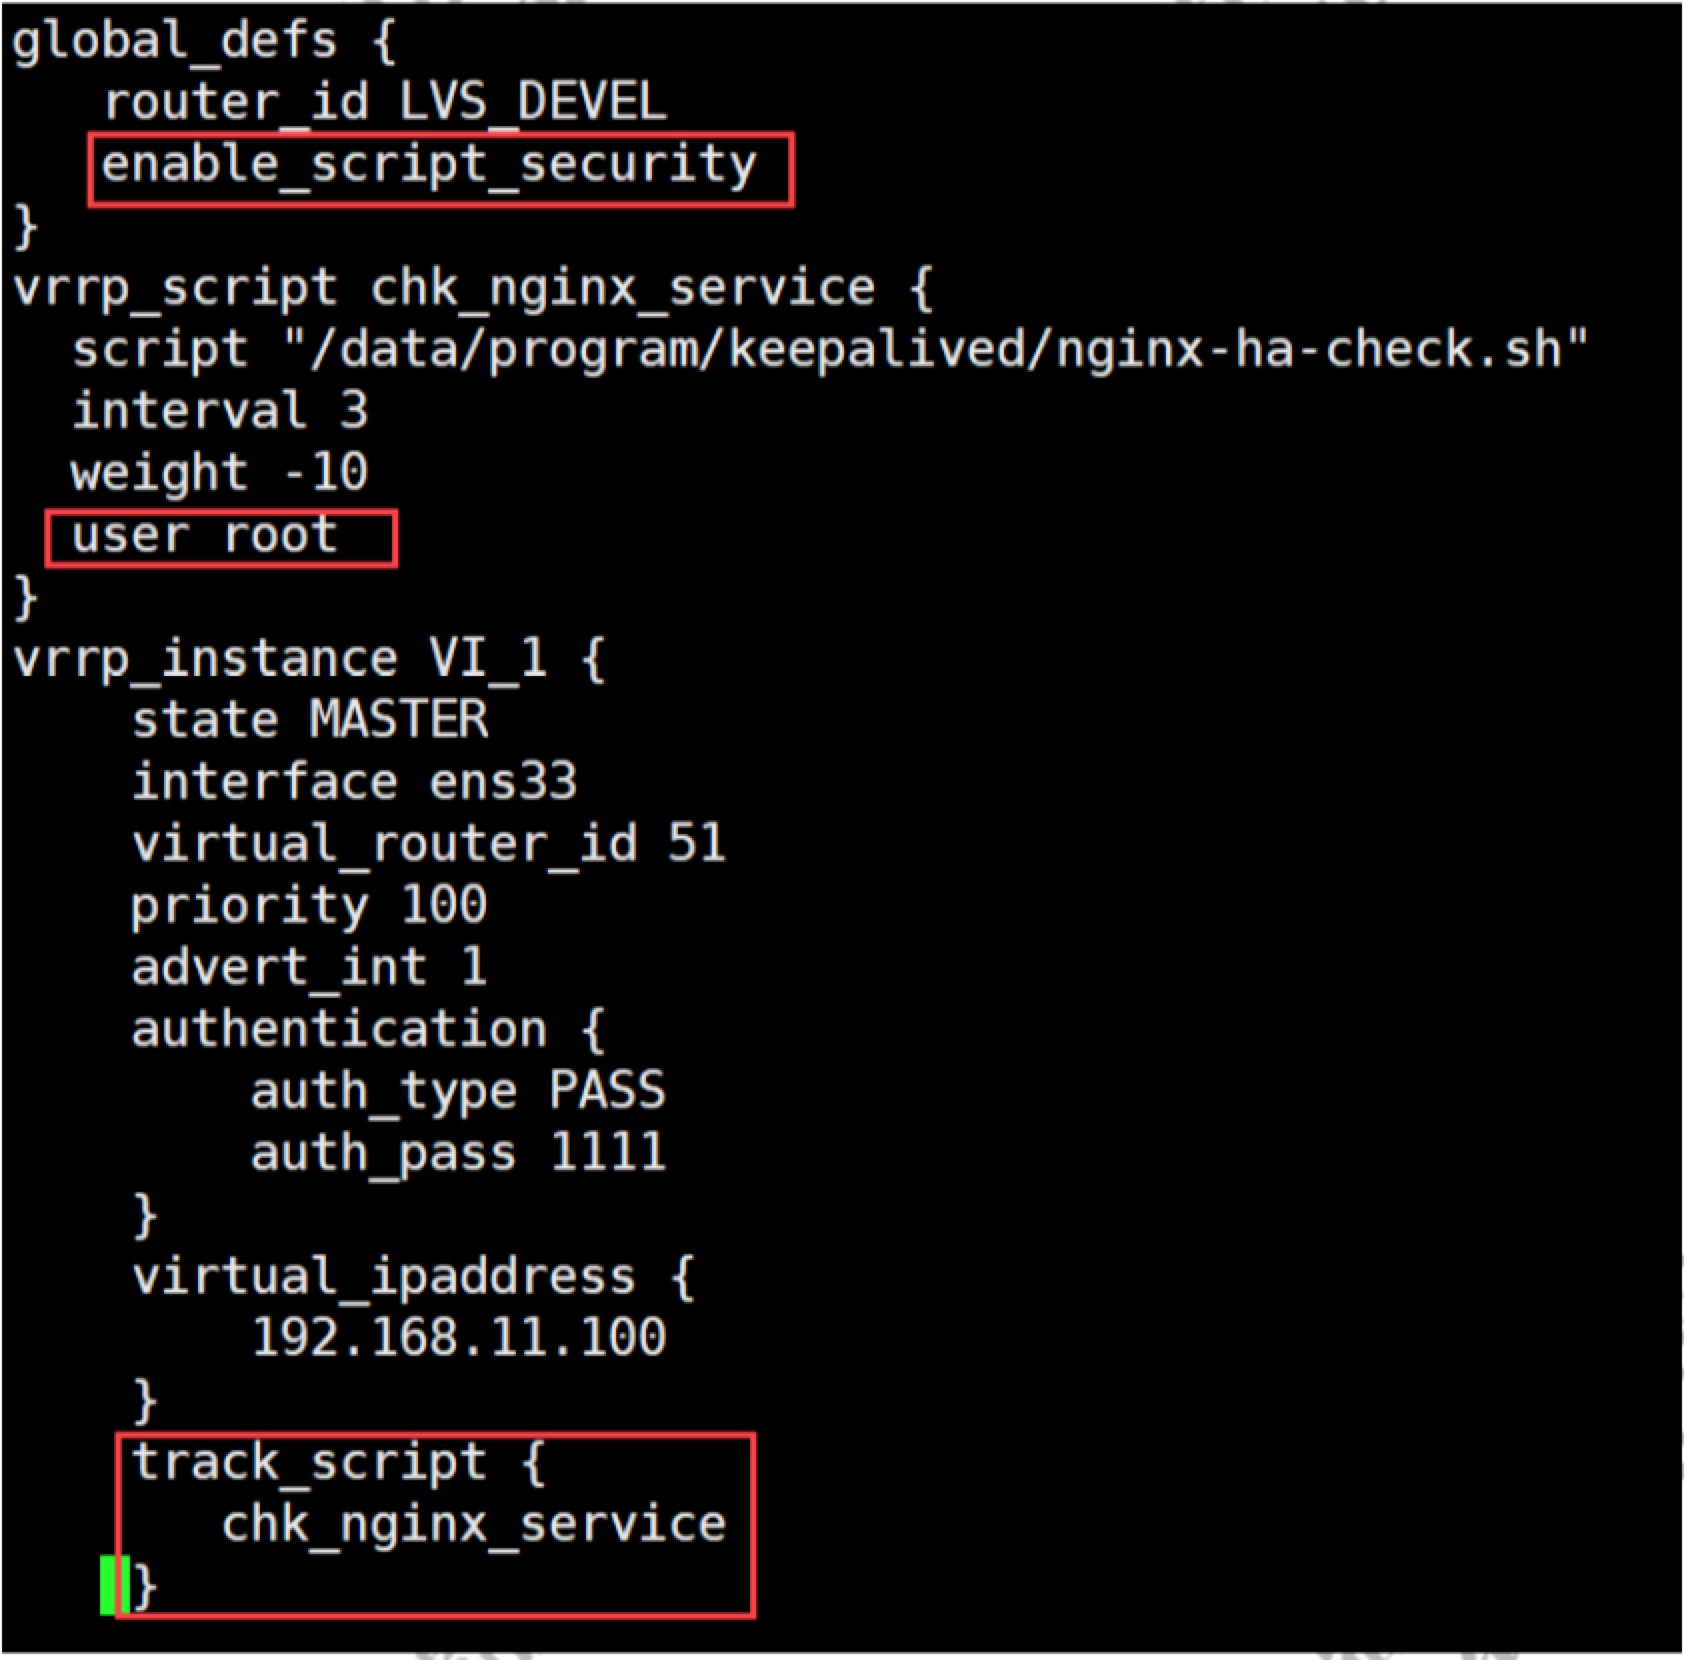 global_defs {
   router_id LVS_DEVEL
   enable_script_security
}
vrrp_script chk_nginx_service {
  script "/data/program/keepalived/nginx-ha-check.sh"
  interval 3
  weight -10
  user root
}
vrrp_instance VI_1 {
    state MASTER
    interface ens33
    virtual_router_id 51
    priority 100
    advert_int 1
    authentication {
        auth_type PASS
        auth_pass 1111
    }
    virtual_ipaddress {
        192.168.11.100
    }
    track_script {
       chk_nginx_service
    }